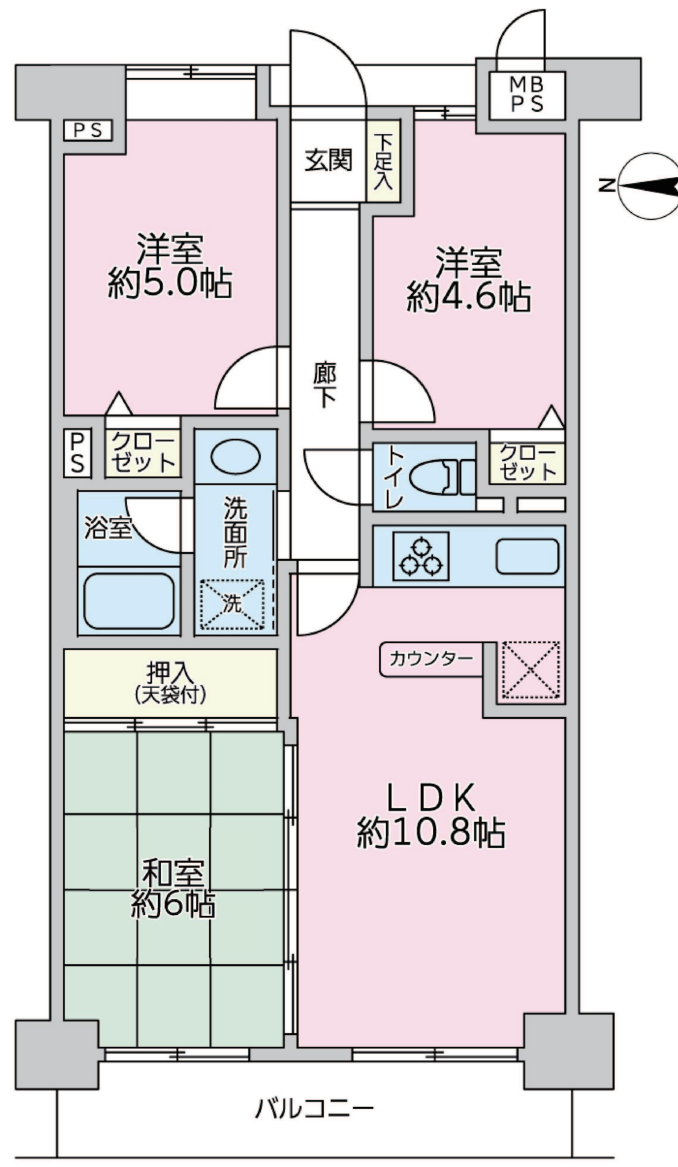 MB
PS
PS
玄関
下足入
N
洋室
約5.0帖
洋室
約4.6帖
廊下
PS
クロー
ゼット
トイレ
クロー
ゼット
浴室
洗面所
洗
カウンター
押入
(天袋付)
LDK
約10.8帖
和室
約6帖
バルコニー